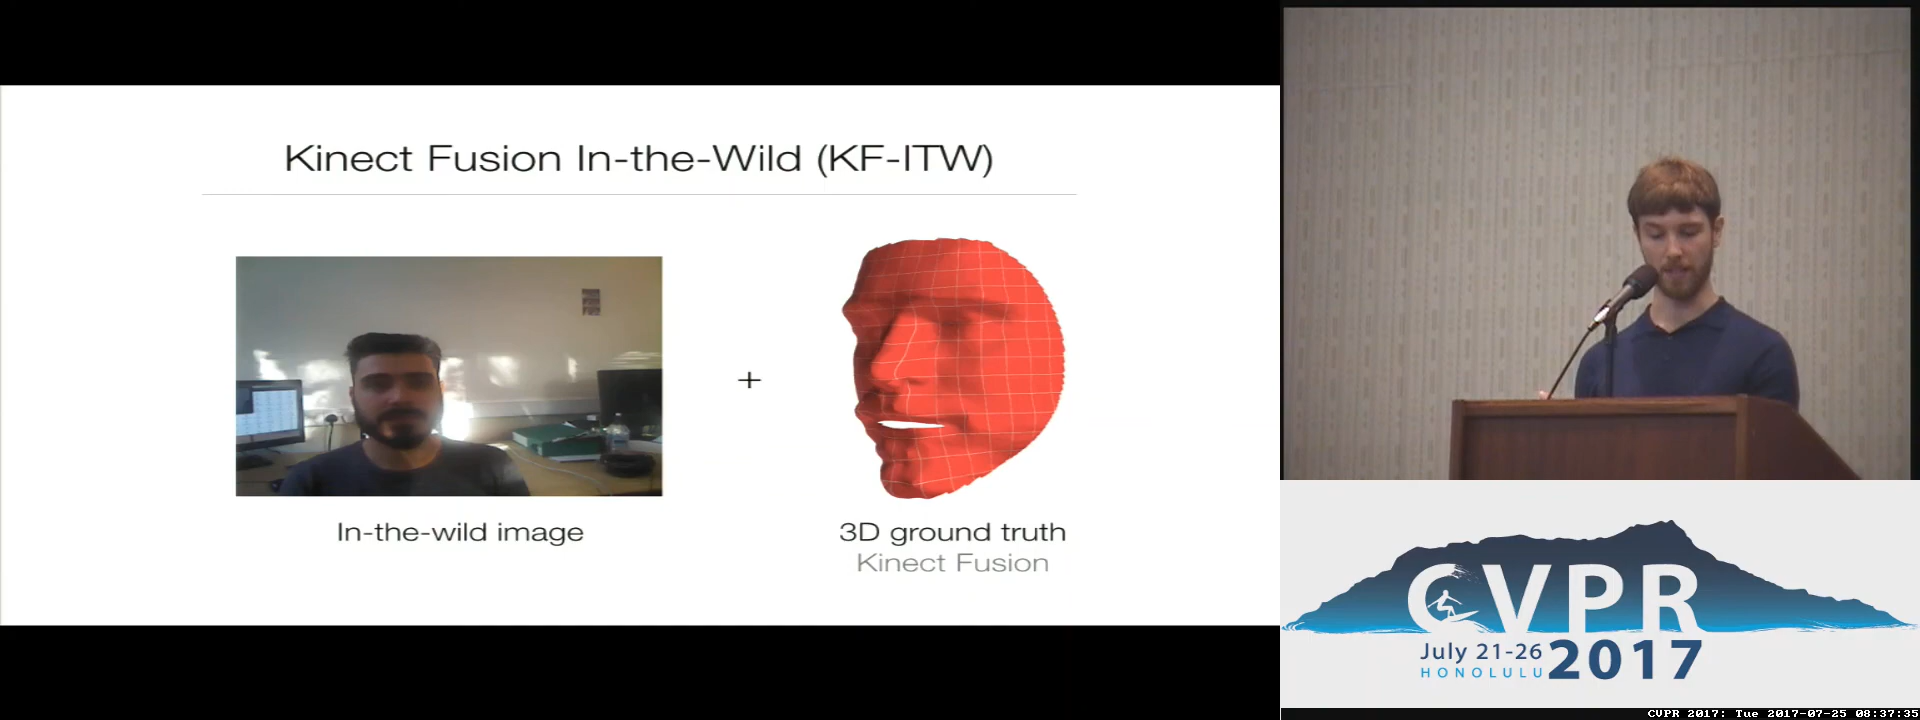 Kinect Fusion In-the-Wild (KF-ITW)
+
In-the-wild image
3D ground truth
Kinect Fusion
CVPR
July 21-26
HONOLULU
2017
CVPR 2017: Tue 2017-07-25 08:37:35